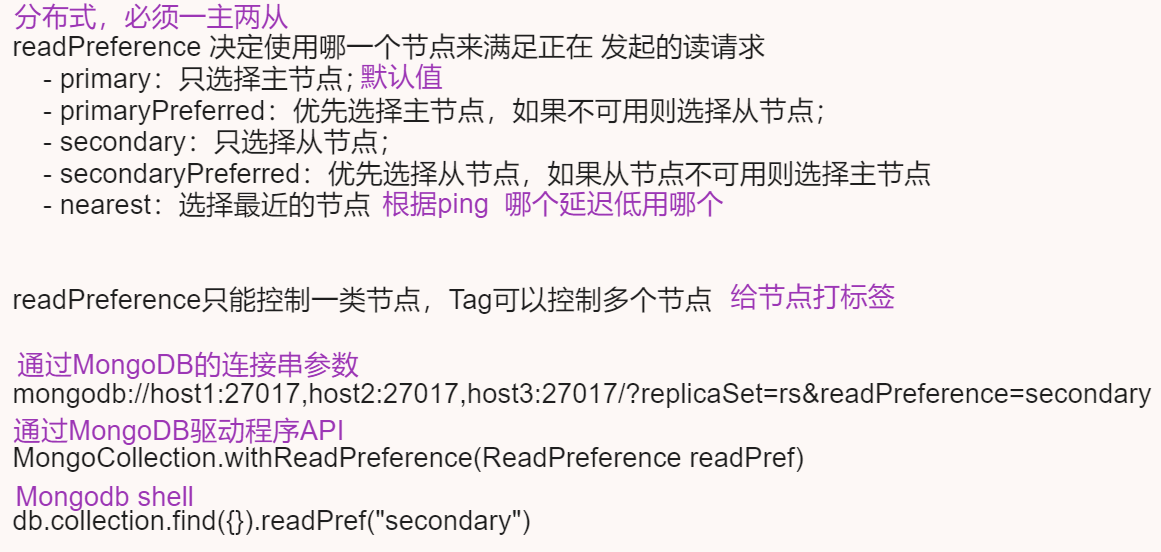 分布式，必须一主两从
readPreference 决定使用哪一个节点来满足正在 发起的读请求
- primary：只选择主节点; 默认值
- primaryPreferred：优先选择主节点，如果不可用则选择从节点；
- secondary：只选择从节点；
- secondaryPreferred：优先选择从节点，如果从节点不可用则选择主节点
- nearest：选择最近的节点 根据ping 哪个延迟低用哪个
readPreference只能控制一类节点，Tag可以控制多个节点 给节点打标签
通过MongoDB的连接串参数
mongodb://host1:27017,host2:27017,host3:27017/?replicaSet=rs&readPreference=secondary
通过MongoDB驱动程序API
MongoCollection.withReadPreference(ReadPreference readPref)
Mongodb shell
db.collection.find({}).readPref("secondary")